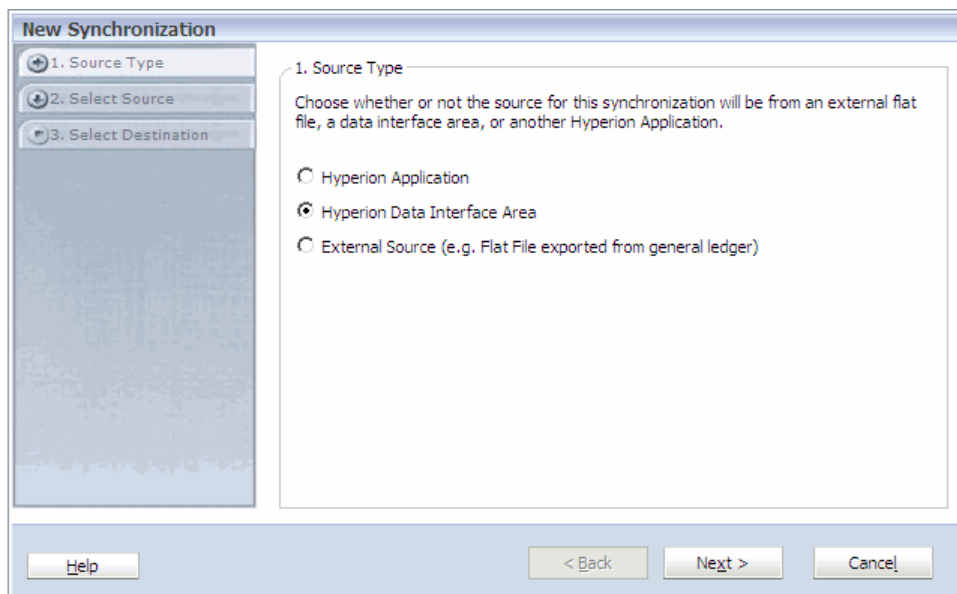 New Synchronization
1. Source Type
2. Select Source
3. Select Destination
1. Source Type
Choose whether or not the source for this synchronization will be from an external flat
file, a data interface area, or another Hyperion Application.
Hyperion Application
Hyperion Data Interface Area
External Source (e.g. Flat File exported from general ledger)
Help
< Back
Next >
Cancel